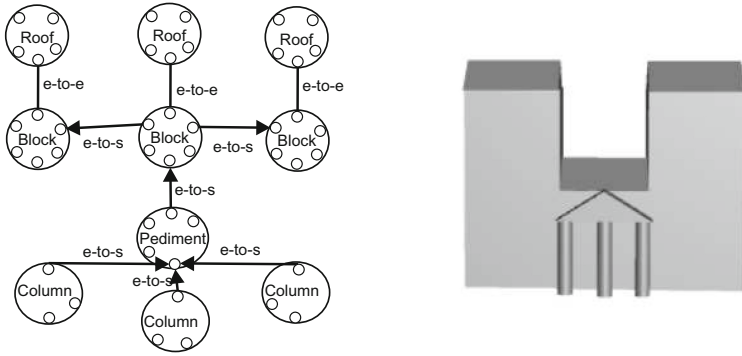 Roof Roof Roof
e-to-e e-to-e e-to-e
Block Block Block
e-to-s e-to-s
e-to-s
Pediment
e-to-s e-to-s
e-to-s
Column Column
Column